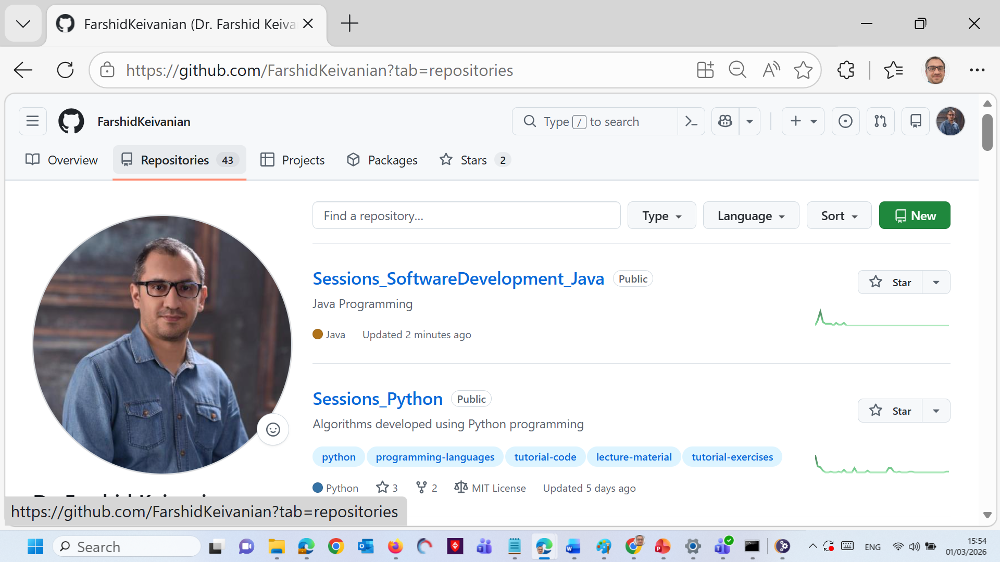 FarshidKeivanian (Dr. Farshid Keiva
https://github.com/FarshidKeivanian?tab=repositories
FarshidKeivanian
Type / to search
Overview
Repositories 43
Projects
Packages
Stars 2
Find a repository...
Type
Language
Sort
New
Sessions_SoftwareDevelopment_Java Public
Star
Java Programming
Java Updated 2 minutes ago
Sessions_Python Public
Star
Algorithms developed using Python programming
python programming-languages tutorial-code lecture-material tutorial-exercises
Python 3 2 MIT License Updated 5 days ago
https://github.com/FarshidKeivanian?tab=repositories
Search
ENG
15:54
01/03/2026